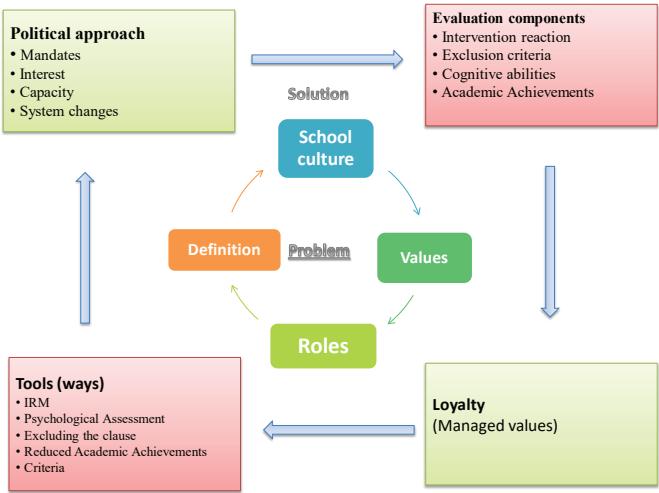 Political approach
• Mandates
• Interest
• Capacity
• System changes
Evaluation components
• Intervention reaction
• Exclusion criteria
• Cognitive abilities
• Academic Achievements
Solution
School
culture
Definition
Problem
Values
Roles
Tools (ways)
• IRM
• Psychological Assessment
• Excluding the clause
• Reduced Academic Achievements
• Criteria
Loyalty
(Managed values)